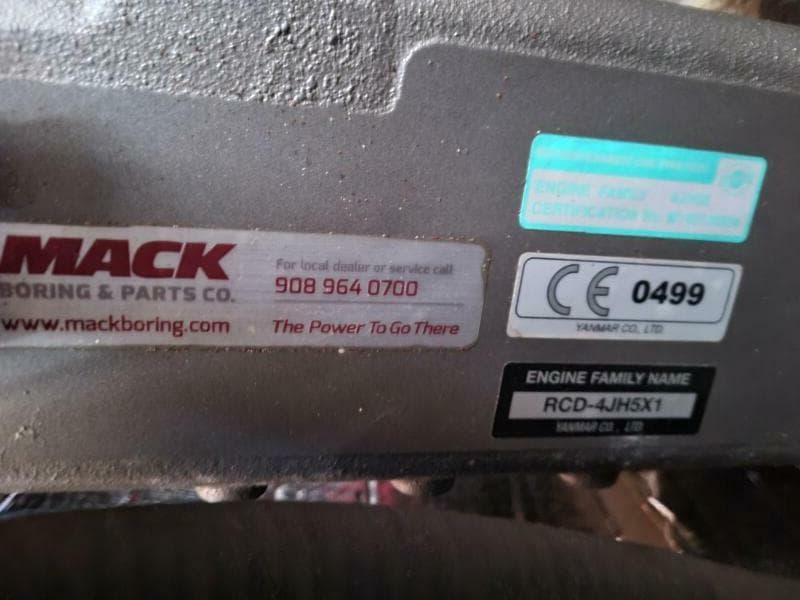 MACK
BORING & PARTS CO.
www.mackboring.com
For local dealer or service call
908 964 0700
The Power To Go There
ENGINE FAMILY
CERTIFICATION No.
CE 0499
YANMAR CO., LTD.
ENGINE FAMILY NAME
RCD-4JH5X1
YANMAR CO., LTD.